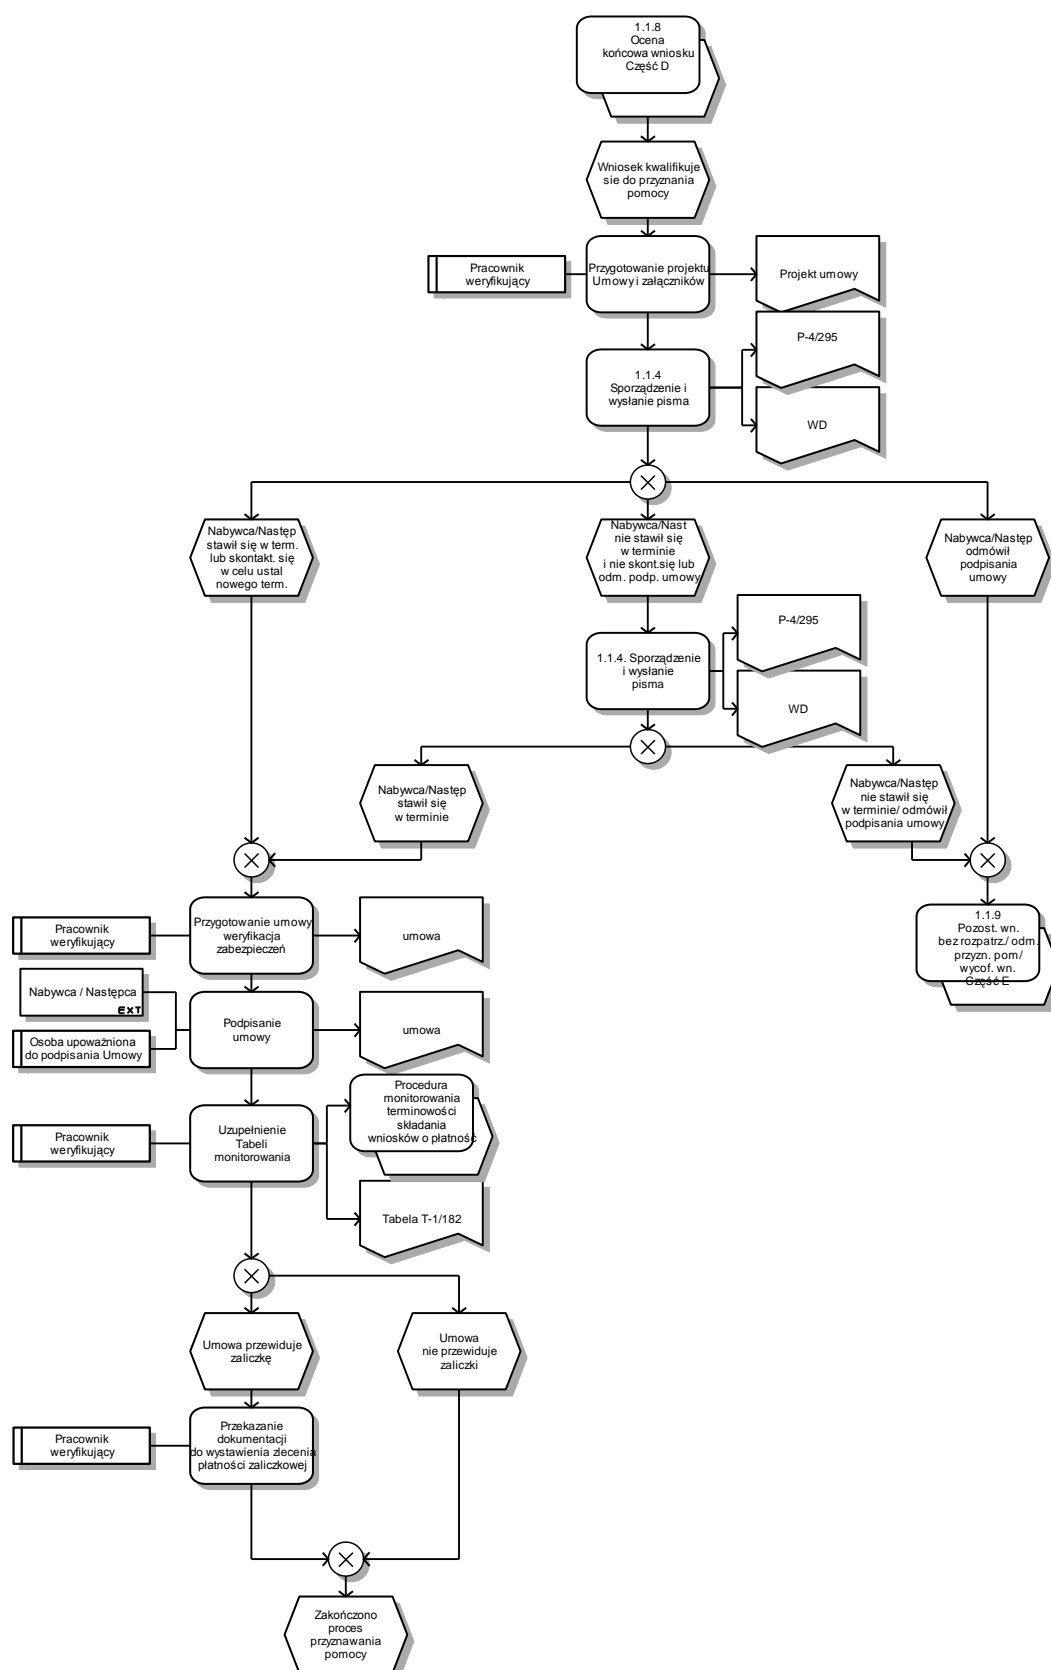 1.1.8
Ocena
końcowa wniosku
Część D
Wniosek kwalifikuje
sie do przyznania
pomocy
Pracownik
weryfikujący
Przygotowanie projektu
Umowy i załączników
Projekt umowy
1.1.4
Sporządzenie i
wysłanie pisma
P-4/295
WD
Nabywca/Następ
stawił się w term.
lub skontakt. się
w celu ustal
nowego term.
Nabywca/Nast
nie stawił się
w terminie
i nie skont.się lub
odm. podp. umowy
Nabywca/Następ
odmówił
podpisania
umowy
1.1.4. Sporządzenie
i wysłanie
pisma
P-4/295
WD
Nabywca/Następ
stawił się
w terminie
Nabywca/Następ
nie stawił się
w terminie/ odmówił
podpisania umowy
Pracownik
weryfikujący
Przygotowanie umowy
weryfikacja
zabezpieczeń
umowa
1.1.9
Pozost. wn.
bez rozpatrz./ odm.
przyzn. pom/
wycof. wn.
Część E
Nabywca / Następca
EXT
Osoba upoważniona
do podpisania Umowy
Podpisanie
umowy
umowa
Pracownik
weryfikujący
Uzupełnienie
Tabeli
monitorowania
Procedura
monitorowania
terminowości
składania
wniosków o płatność
Tabela T-1/182
Umowa przewiduje
zaliczkę
Umowa
nie przewiduje
zaliczki
Pracownik
weryfikujący
Przekazanie
dokumentacji
do wystawienia zlecenia
płatności zaliczkowej
Zakończono
proces
przyznawania
pomocy